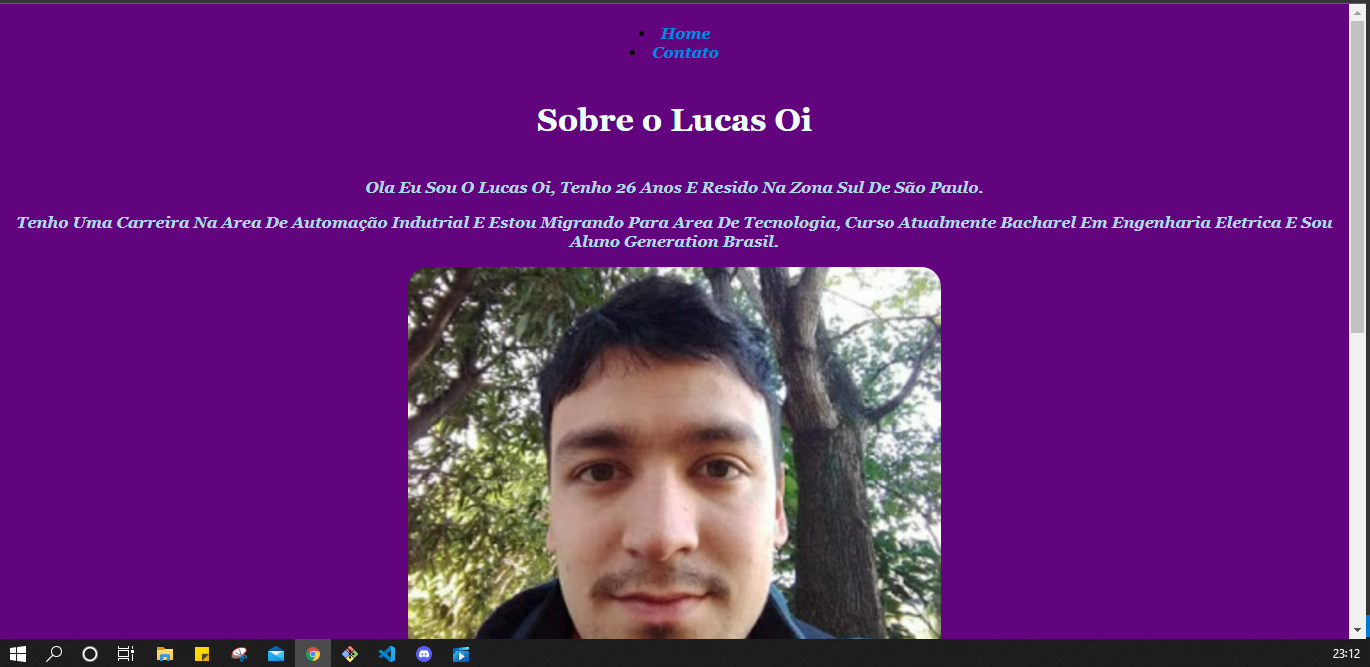 Home
Contato
Sobre o Lucas Oi
Ola Eu Sou O Lucas Oi, Tenho 26 Anos E Resido Na Zona Sul De São Paulo.
Tenho Uma Carreira Na Area De Automação Indutrial E Estou Migrando Para Area De Tecnologia, Curso Atualmente Bacharel Em Engenharia Eletrica E Sou
Aluno Generation Brasil.
23:12